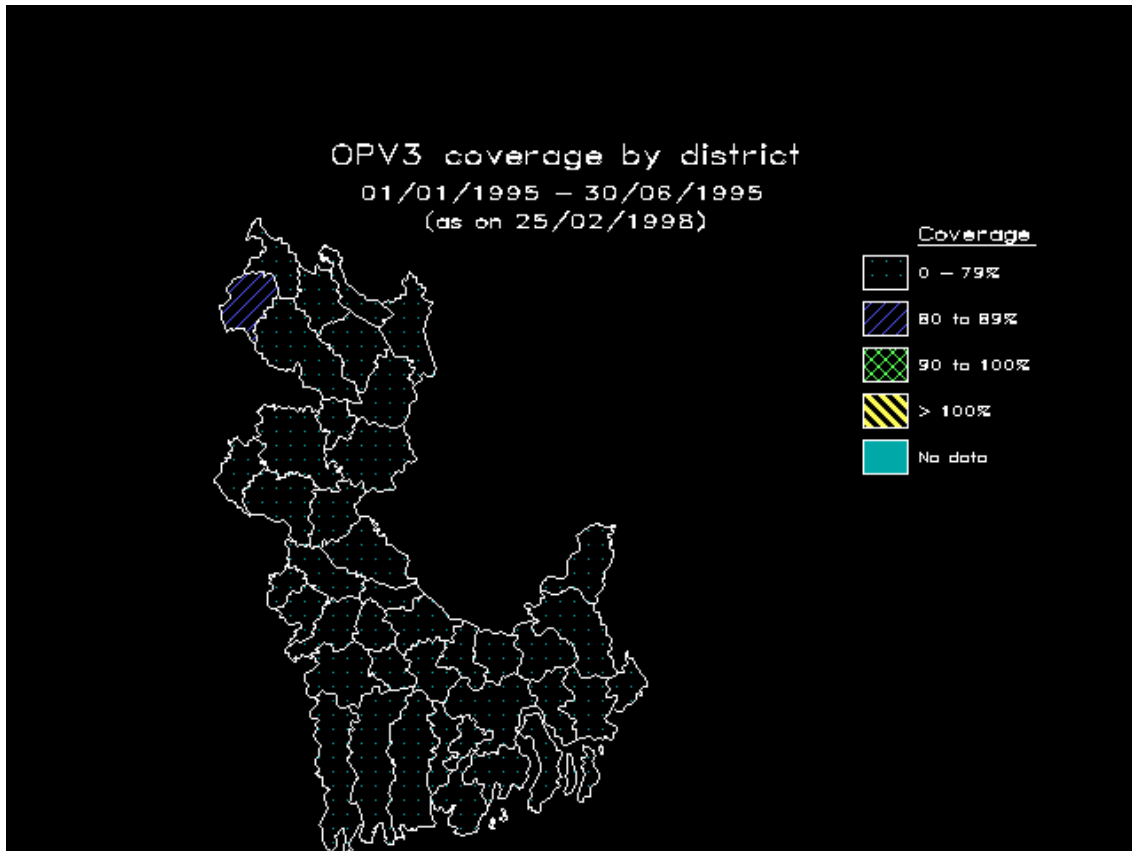 OPV3 coverage by district
01/01/1995 – 30/06/1995
(as on 25/02/1998)
Coverage
0 – 79%
80 to 89%
90 to 100%
> 100%
No data